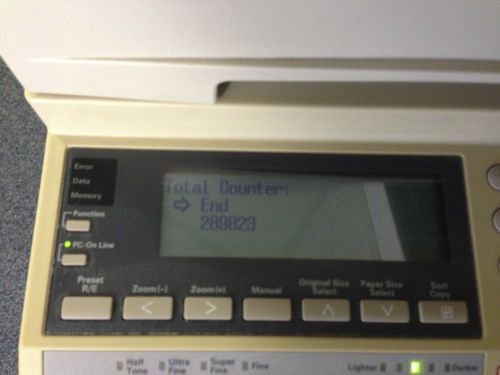 Error
Data
Memory
Total Counter:
⇨ End
289823
Function
PC-On Line
Preset R/E
Zoom(-)
Zoom(+)
Manual
Original Size Select
Paper Size Select
Sort Copy
Half Tone
Ultra Fine
Super Fine
Fine
Lighter
Darker